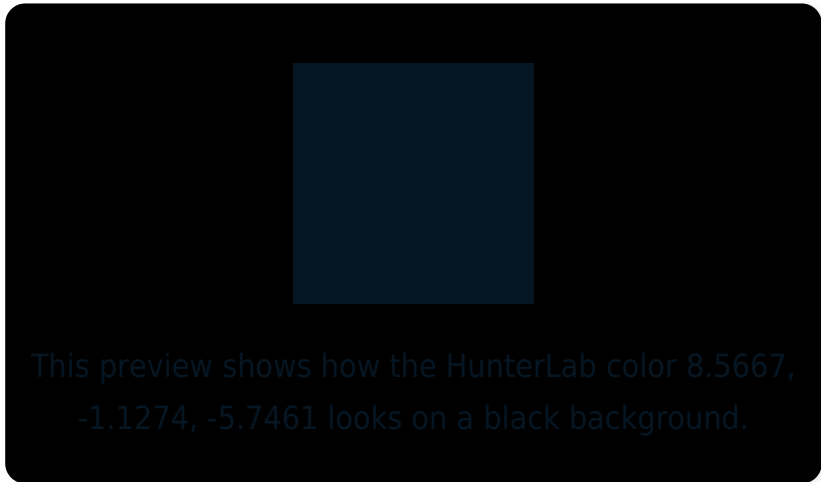 This preview shows how the HunterLab color 8.5667,
-1.1274, -5.7461 looks on a black background.